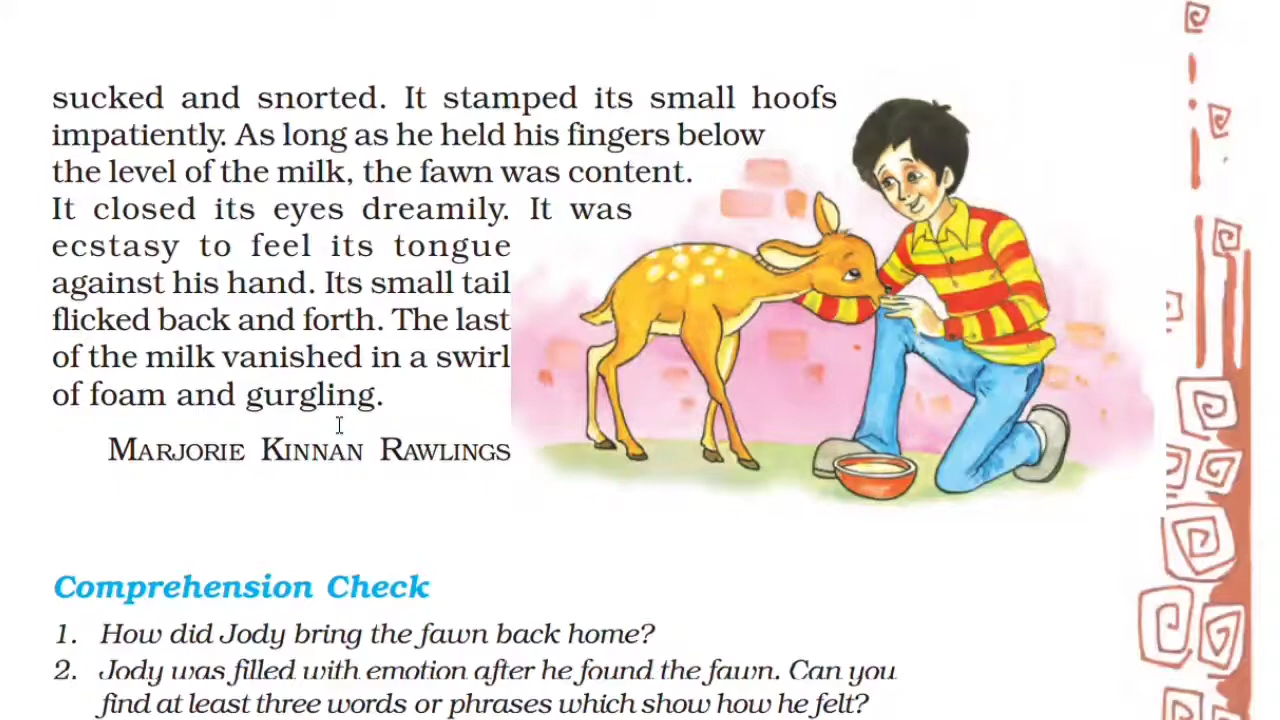 sucked and snorted. It stamped its small hoofs
impatiently. As long as he held his fingers below
the level of the milk, the fawn was content.
It closed its eyes dreamily. It was
ecstasy to feel its tongue
against his hand. Its small tail
flicked back and forth. The last
of the milk vanished in a swirl
of foam and gurgling.
MARJORIE KINNAN RAWLINGS
Comprehension Check
1. How did Jody bring the fawn back home?
2. Jody was filled with emotion after he found the fawn. Can you
find at least three words or phrases which show how he felt?